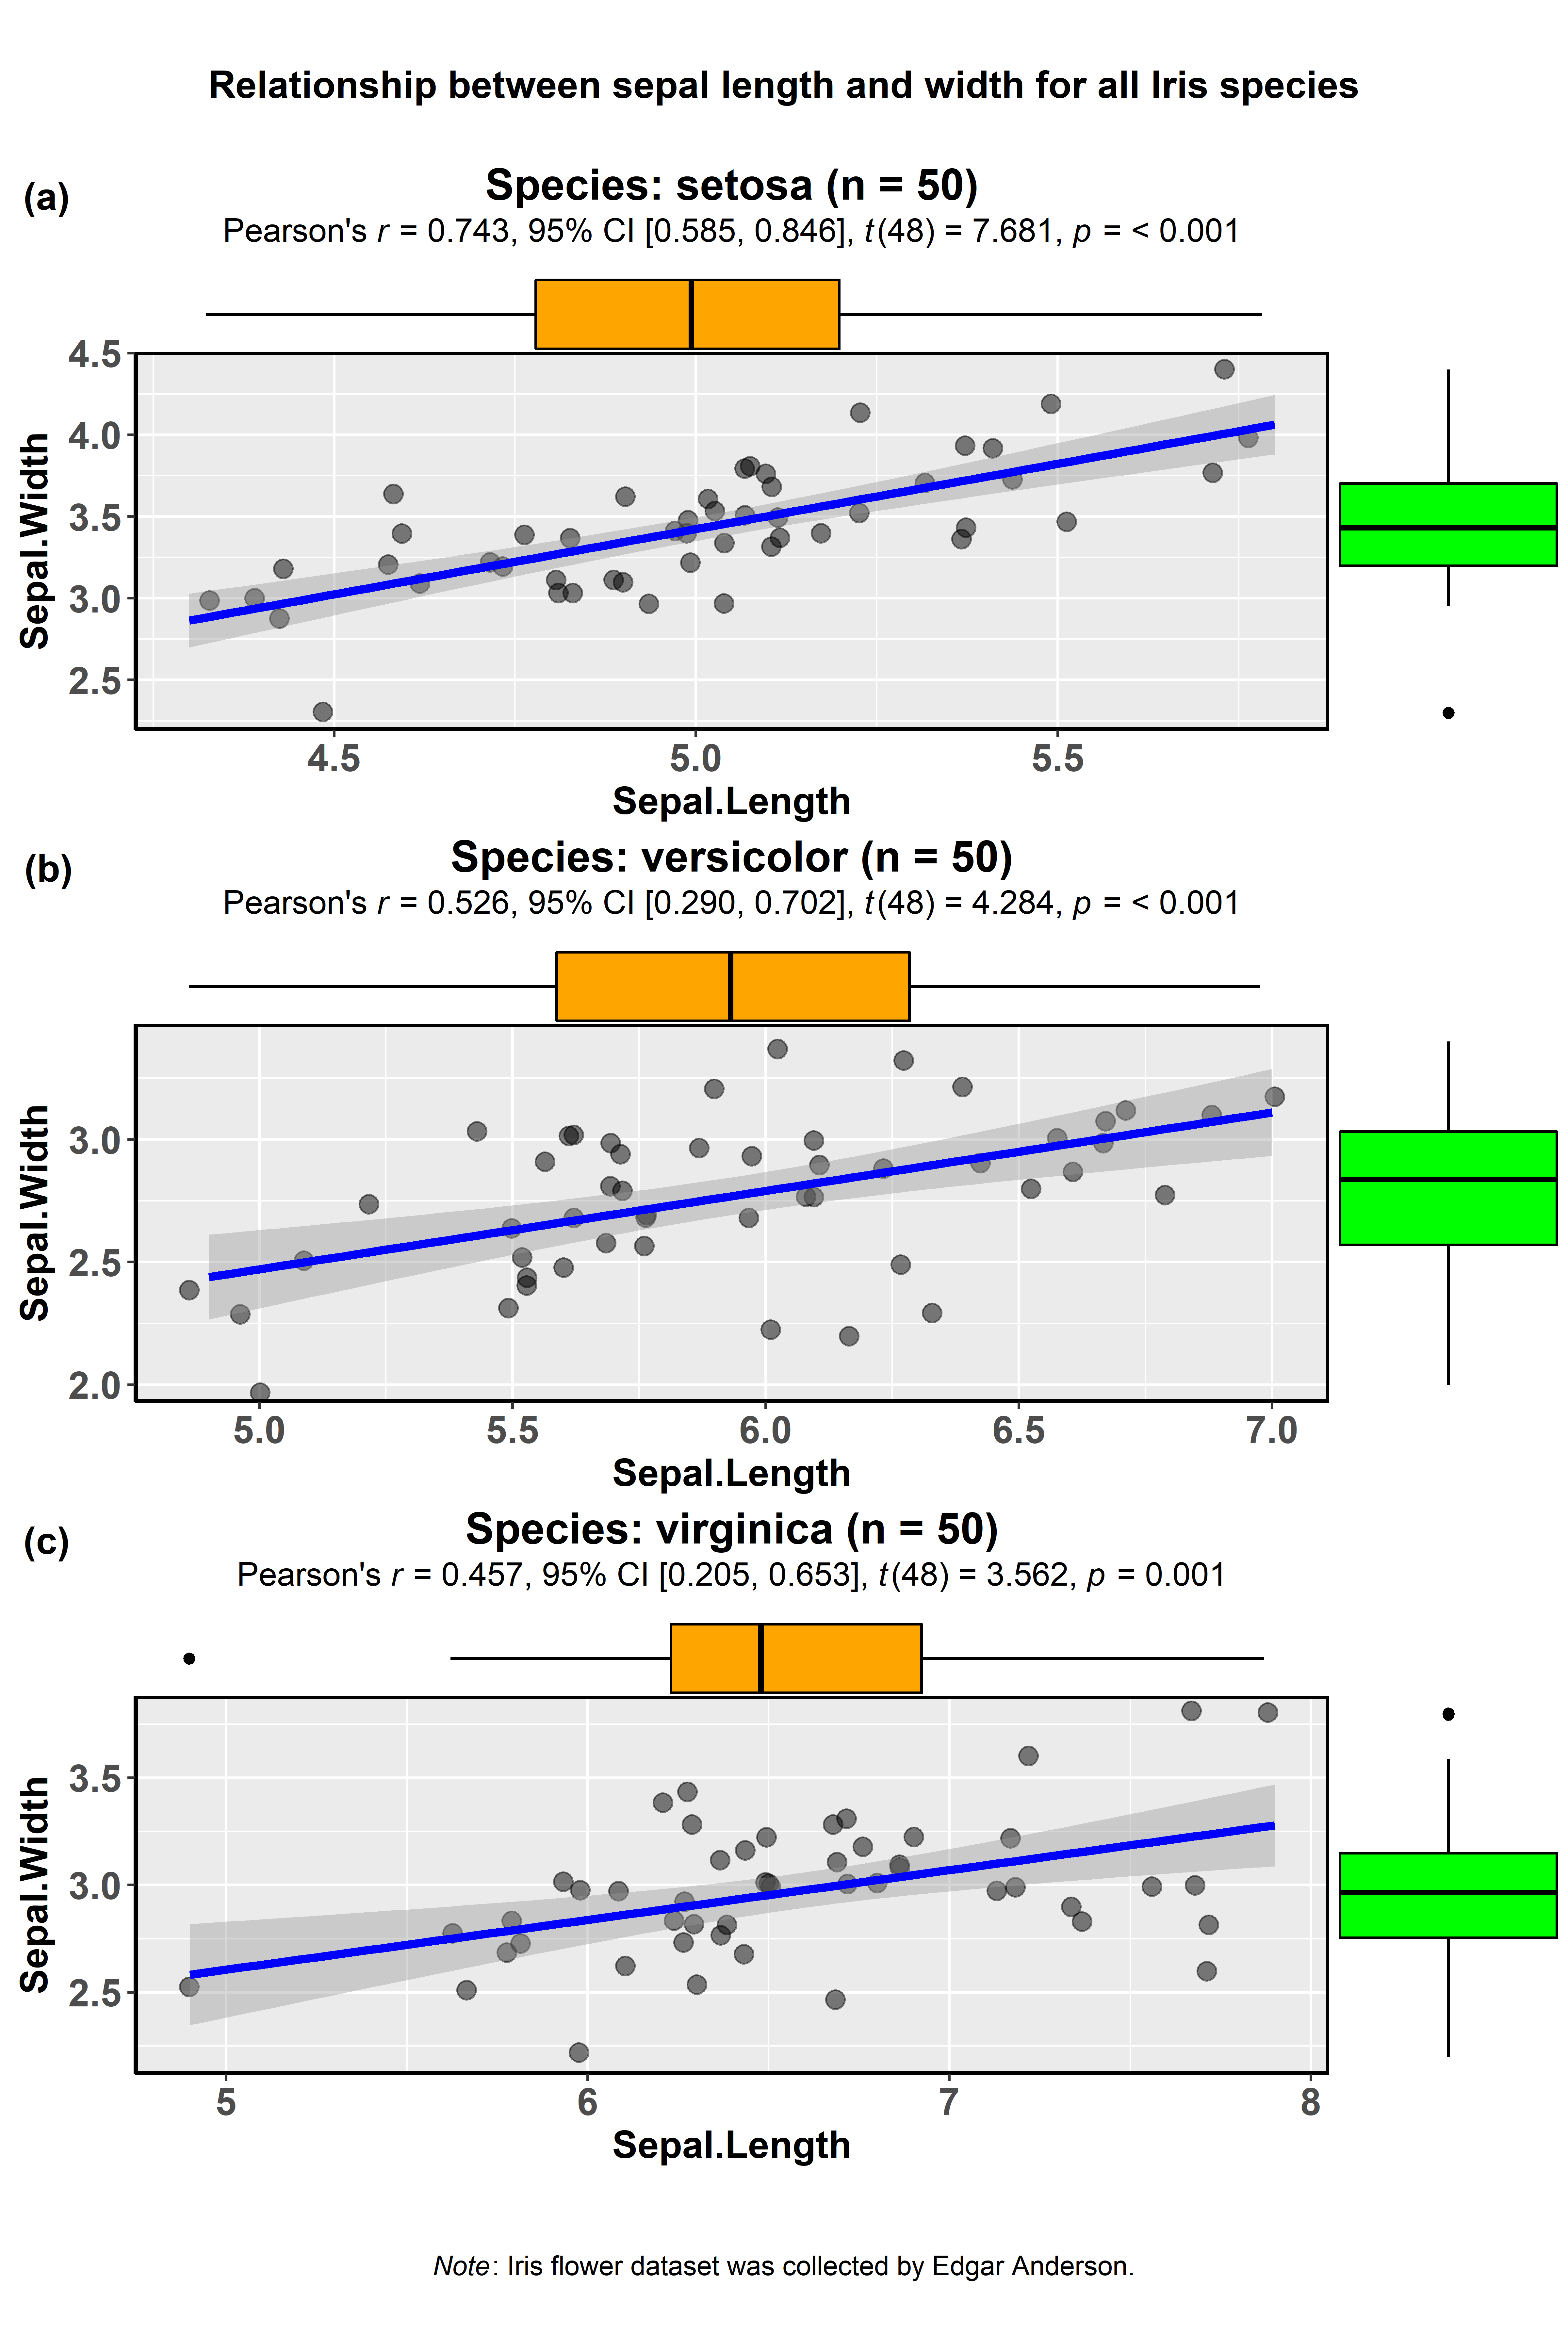 Relationship between sepal length and width for all Iris species
(a)
Species: setosa (n = 50)
Pearson's r = 0.743, 95% CI [0.585, 0.846], t(48) = 7.681, p = < 0.001
4.5
4.0
3.5
3.0
2.5
Sepal.Width
4.5 5.0 5.5
Sepal.Length
(b)
Species: versicolor (n = 50)
Pearson's r = 0.526, 95% CI [0.290, 0.702], t(48) = 4.284, p = < 0.001
3.0
2.5
2.0
Sepal.Width
5.0 5.5 6.0 6.5 7.0
Sepal.Length
(c)
Species: virginica (n = 50)
Pearson's r = 0.457, 95% CI [0.205, 0.653], t(48) = 3.562, p = 0.001
3.5
3.0
2.5
Sepal.Width
5 6 7 8
Sepal.Length
Note: Iris flower dataset was collected by Edgar Anderson.